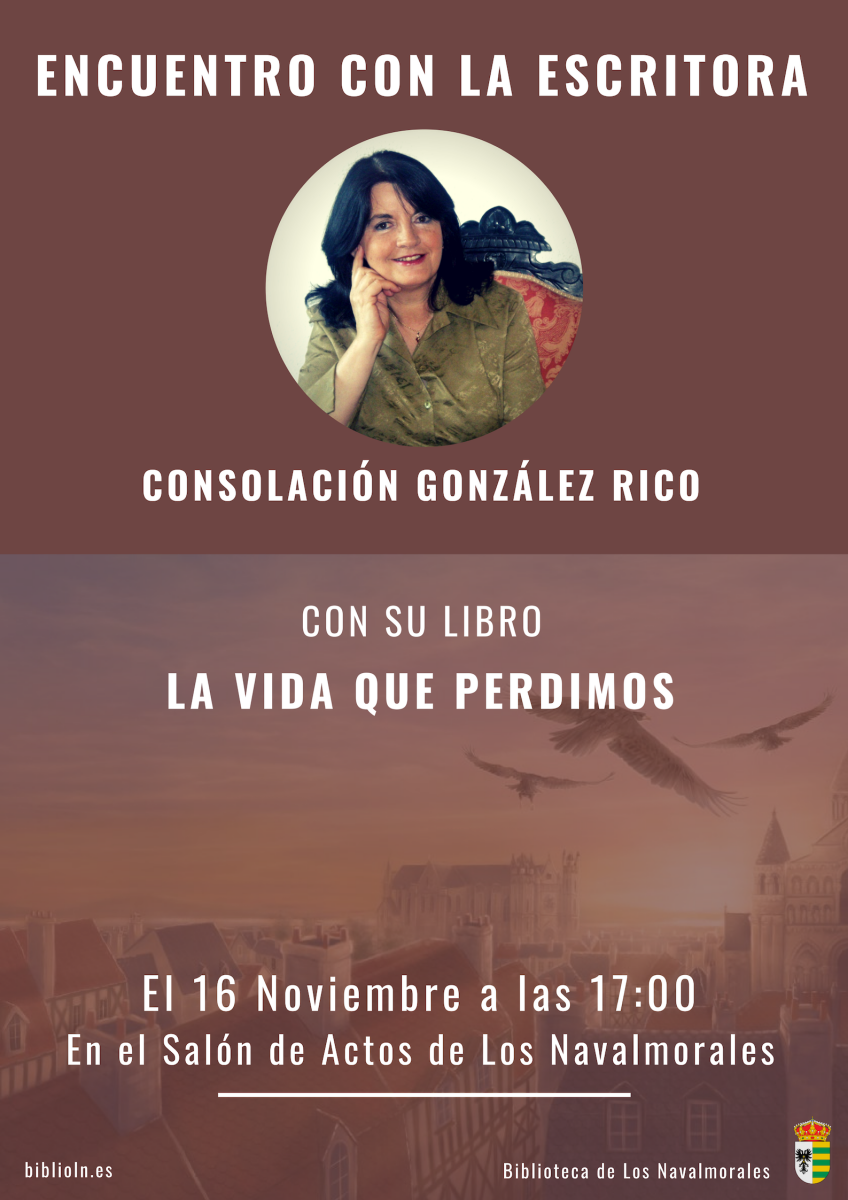 ENCUENTRO CON LA ESCRITORA
CONSOLACIÓN GONZÁLEZ RICO
CON SU LIBRO
LA VIDA QUE PERDIMOS
El 16 Noviembre a las 17:00
En el Salón de Actos de Los Navalmorales
biblioln.es
Biblioteca de Los Navalmorales